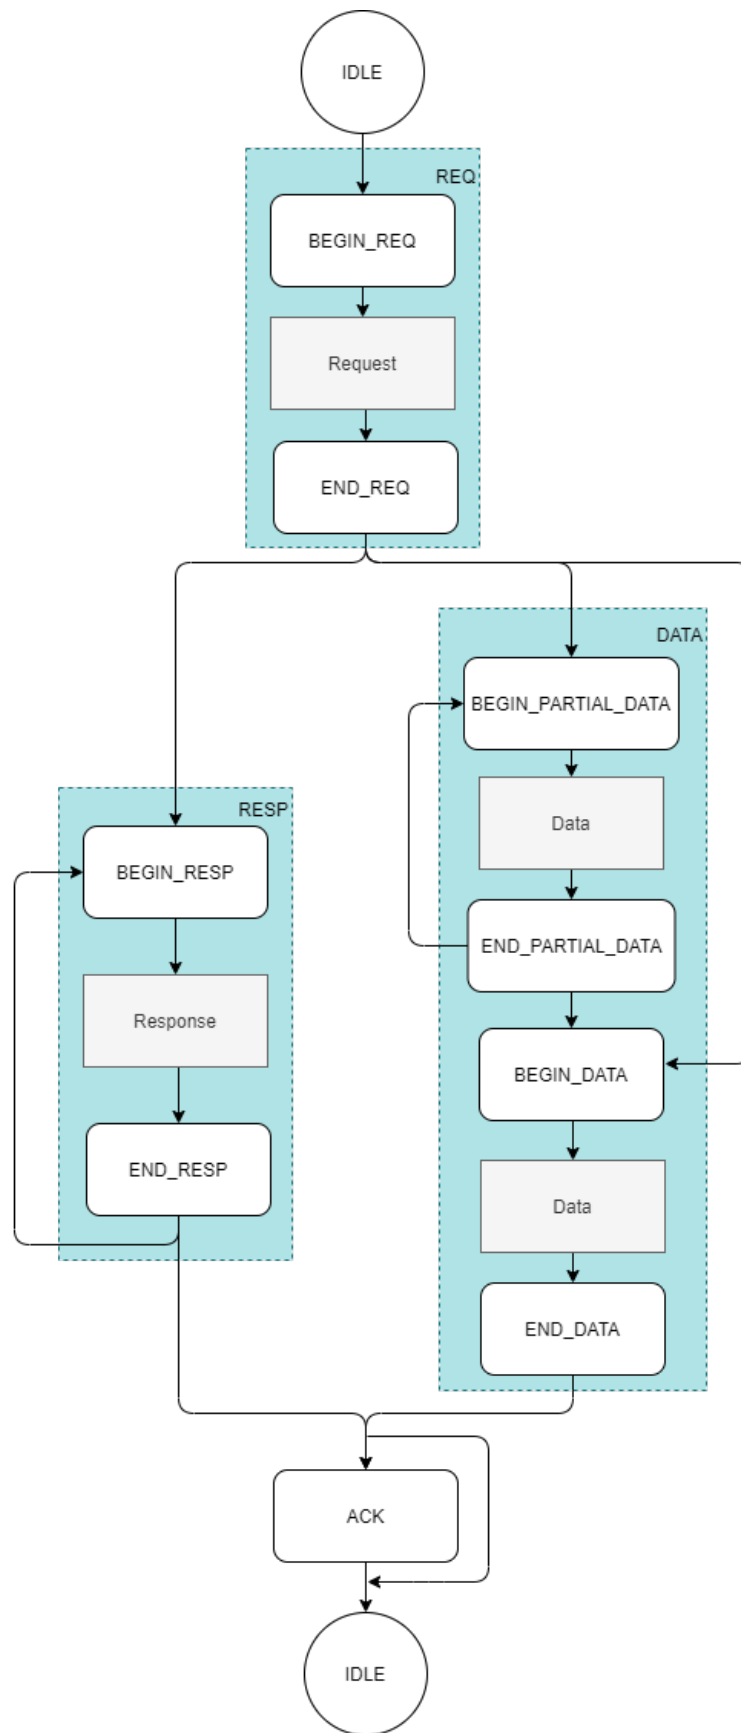 IDLE
REQ
BEGIN_REQ
Request
END_REQ
DATA
BEGIN_PARTIAL_DATA
Data
END_PARTIAL_DATA
BEGIN_DATA
Data
END_DATA
RESP
BEGIN_RESP
Response
END_RESP
ACK
IDLE